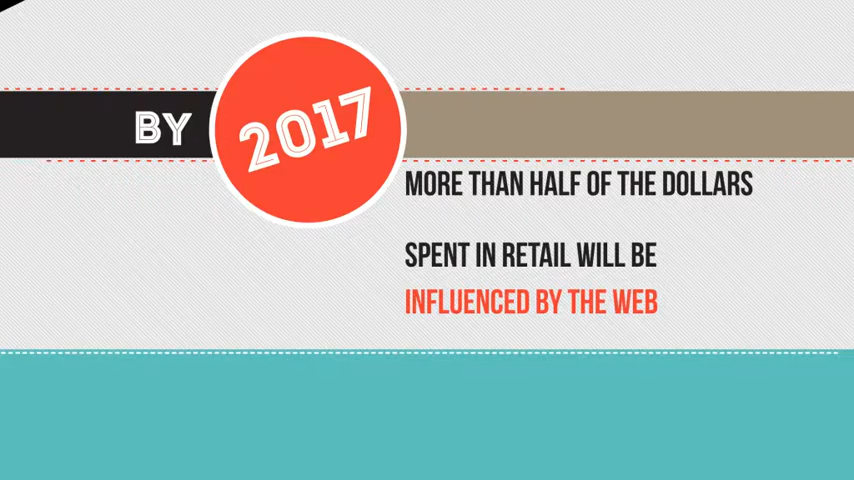 BY
2017
MORE THAN HALF OF THE DOLLARS
SPENT IN RETAIL WILL BE
INFLUENCED BY THE WEB